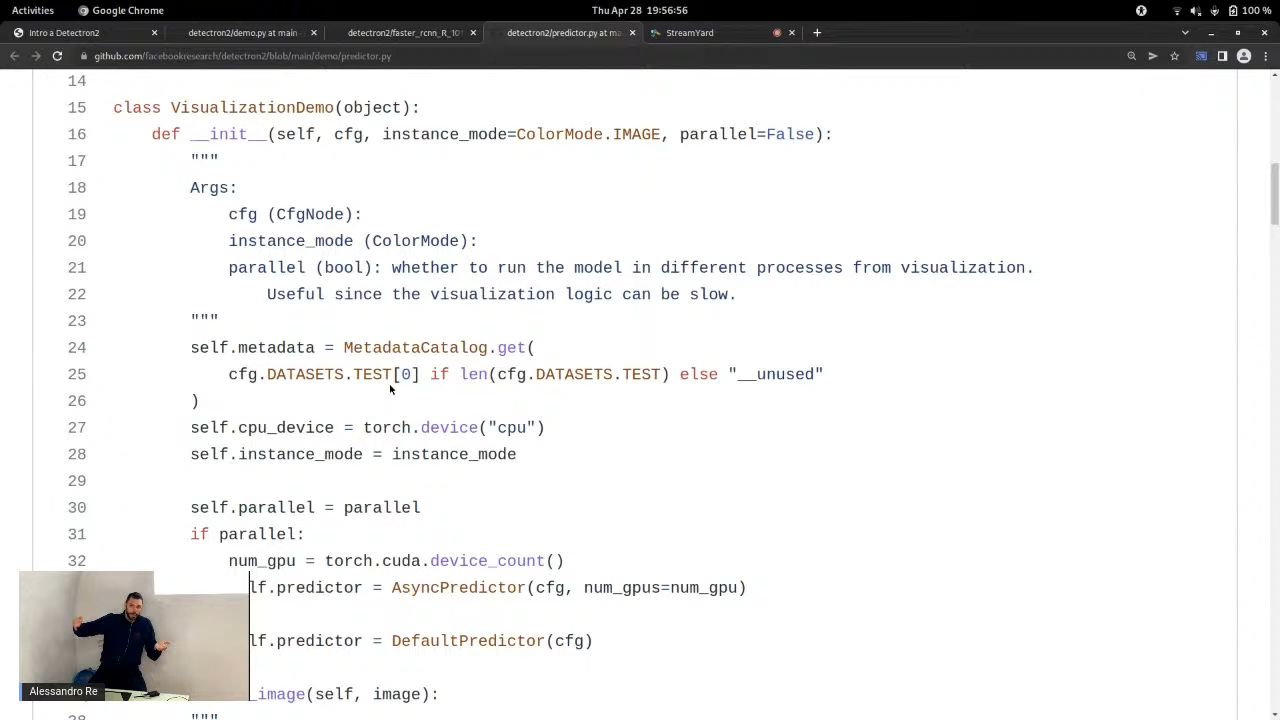 Activities Google Chrome Thu Apr 28 19:56:56 100 %
Intro a Detectron2 detectron2/demo.py at main · detectron2/faster_rcnn_R_101 detectron2/predictor.py at ma StreamYard
github.com/facebookresearch/detectron2/blob/main/demo/predictor.py
14
15 class VisualizationDemo(object):
16 def __init__(self, cfg, instance_mode=ColorMode.IMAGE, parallel=False):
17 """
18 Args:
19 cfg (CfgNode):
20 instance_mode (ColorMode):
21 parallel (bool): whether to run the model in different processes from visualization.
22 Useful since the visualization logic can be slow.
23 """
24 self.metadata = MetadataCatalog.get(
25 cfg.DATASETS.TEST[0] if len(cfg.DATASETS.TEST) else "__unused"
26 )
27 self.cpu_device = torch.device("cpu")
28 self.instance_mode = instance_mode
29
30 self.parallel = parallel
31 if parallel:
32 num_gpu = torch.cuda.device_count()
lf.predictor = AsyncPredictor(cfg, num_gpus=num_gpu)
lf.predictor = DefaultPredictor(cfg)
_image(self, image):
"""
Alessandro Re